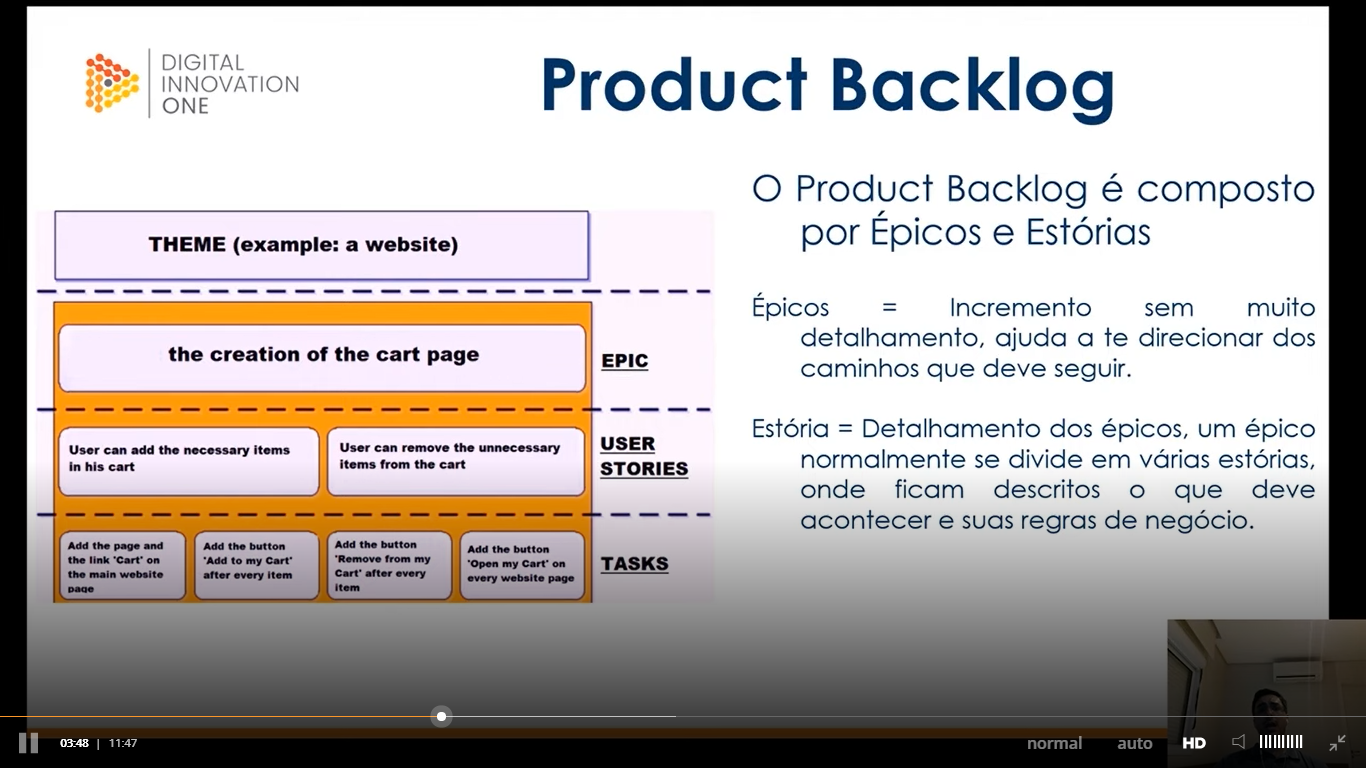 DIGITAL
INNOVATION
ONE
Product Backlog
THEME (example: a website)
the creation of the cart page
EPIC
User can add the necessary items
in his cart
User can remove the unnecessary
items from the cart
USER
STORIES
Add the page and
the link 'Cart' on
the main website
page
Add the button
'Add to my Cart'
after every item
Add the button
'Remove from my
Cart' after every
item
Add the button
'Open my Cart' on
every website page
TASKS
O Product Backlog é composto
por Épicos e Estórias
Épicos = Incremento sem muito
detalhamento, ajuda a te direcionar dos
caminhos que deve seguir.
Estória = Detalhamento dos épicos, um épico
normalmente se divide em várias estórias,
onde ficam descritos o que deve
acontecer e suas regras de negócio.
03:48 | 11:47
normal auto HD